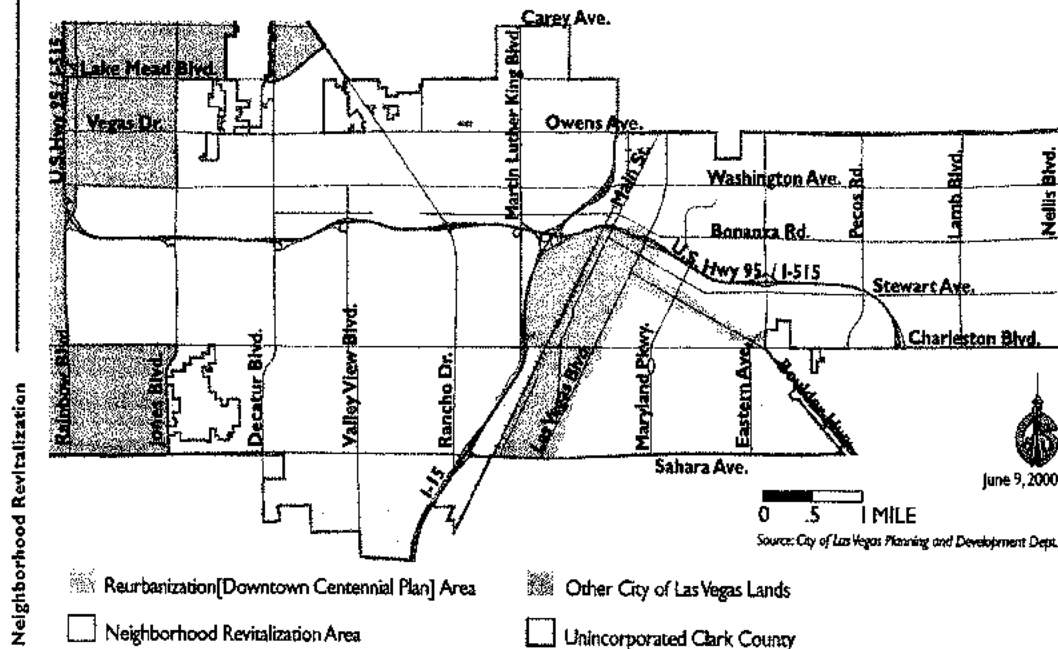 Neighborhood Revitalization
Carey Ave.
U.S. Hwy 95 / I-515
Lake Mead Blvd.
Vegas Dr.
Martin Luther King Blvd.
Owens Ave.
Main St.
Washington Ave.
Pecos Rd.
Lamb Blvd.
Nellis Blvd.
Bonanza Rd.
U.S. Hwy 95 / I-515
Stewart Ave.
Charleston Blvd.
Rainbow Blvd.
Jones Blvd.
Decatur Blvd.
Valley View Blvd.
Rancho Dr.
Las Vegas Blvd.
Maryland Pkwy.
Eastern Ave.
Boulder Hwy.
I-15
Sahara Ave.
June 9, 2000
0 .5 1 MILE
Source: City of Las Vegas Planning and Development Dept.
Reurbanization[Downtown Centennial Plan] Area
Other City of Las Vegas Lands
Neighborhood Revitalization Area
Unincorporated Clark County